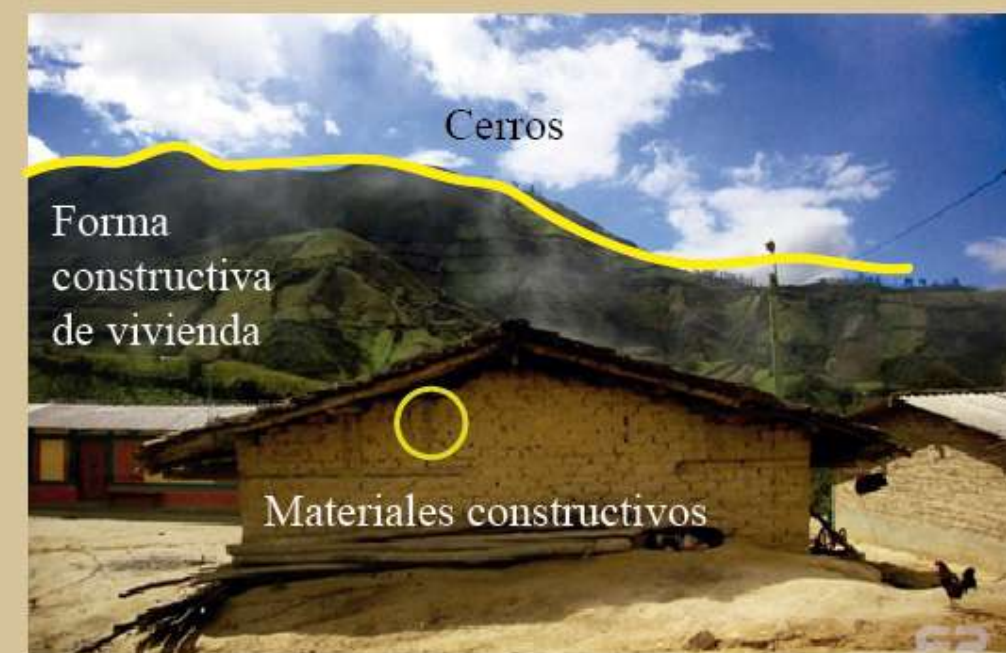 Cerros
Forma
constructiva
de vivienda
Materiales constructivos